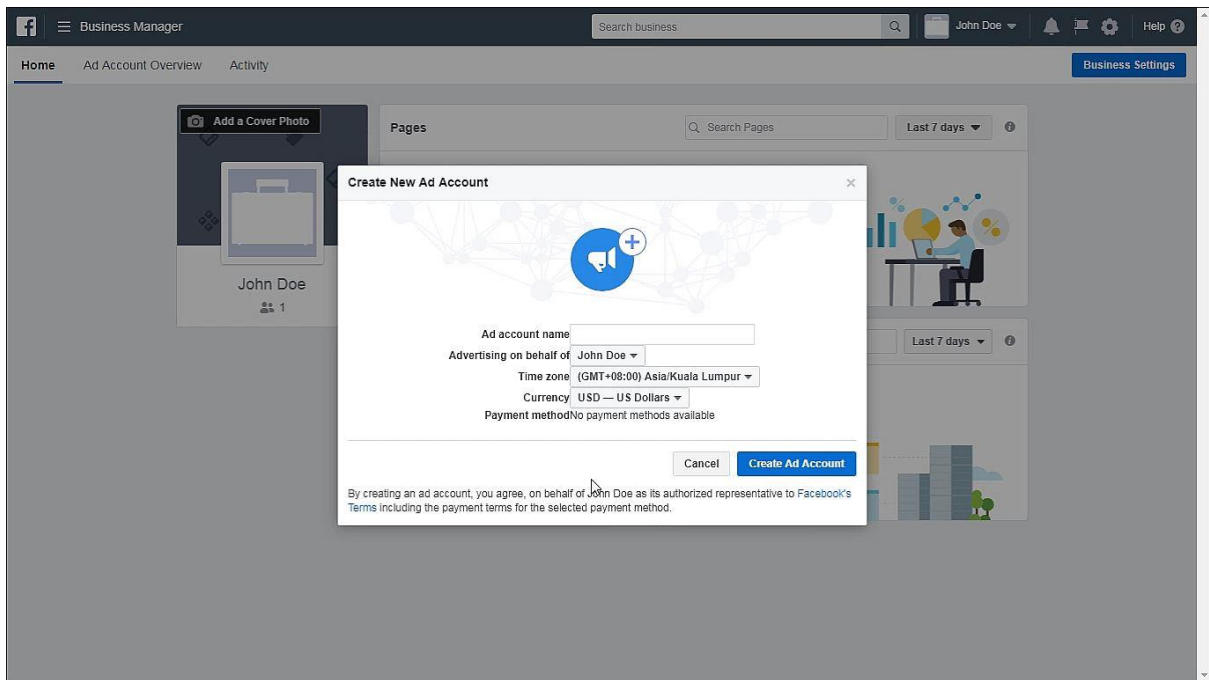 Business Manager
Search business
John Doe
Help
Home
Ad Account Overview
Activity
Business Settings
Add a Cover Photo
Pages
Search Pages
Last 7 days
Create New Ad Account
John Doe
1
Ad account name
Advertising on behalf of John Doe
Time zone (GMT+08:00) Asia/Kuala Lumpur
Currency USD — US Dollars
Payment method No payment methods available
Last 7 days
Cancel
Create Ad Account
By creating an ad account, you agree, on behalf of John Doe as its authorized representative to Facebook's
Terms including the payment terms for the selected payment method.